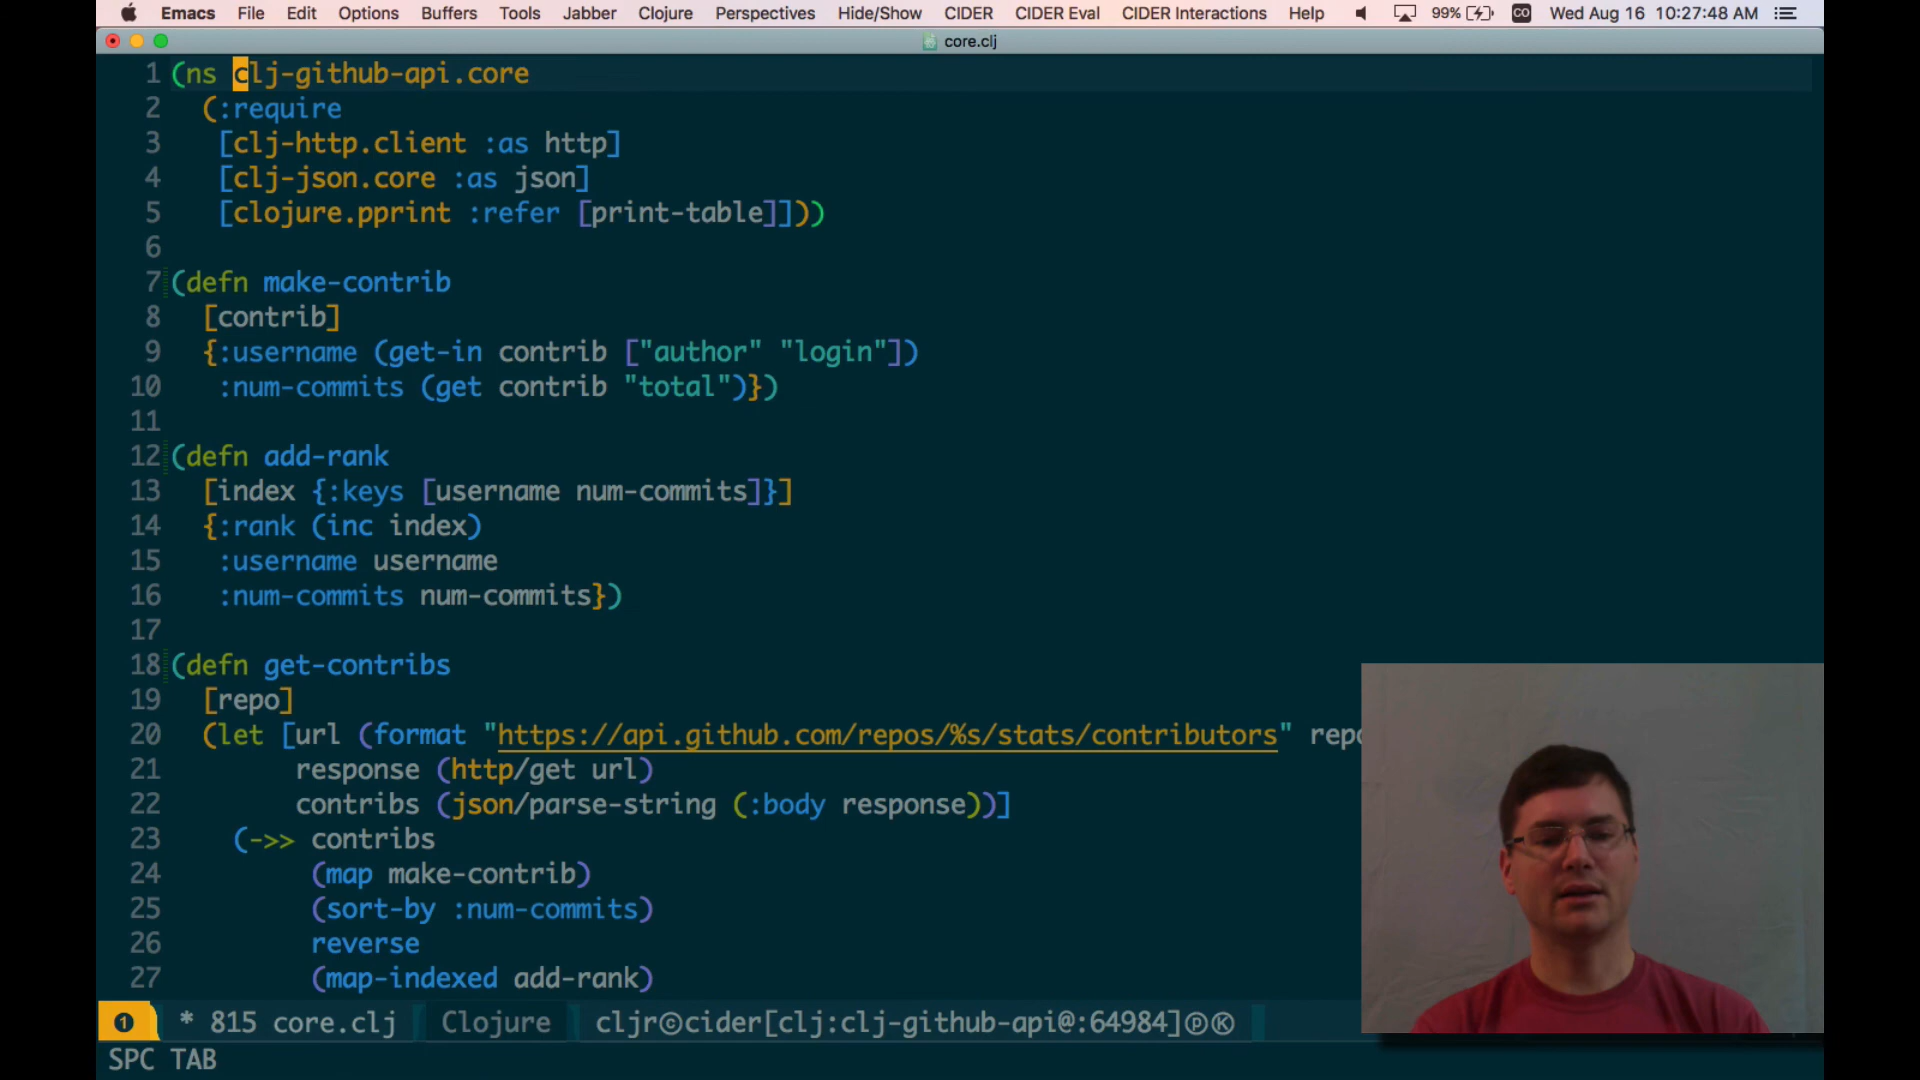 Emacs File Edit Options Buffers Tools Jabber Clojure Perspectives Hide/Show CIDER CIDER Eval CIDER Interactions Help 99% CO Wed Aug 16 10:27:48 AM
core.clj
1 (ns clj-github-api.core
2 (:require
3 [clj-http.client :as http]
4 [clj-json.core :as json]
5 [clojure.pprint :refer [print-table]]))
6
7 (defn make-contrib
8 [contrib]
9 {:username (get-in contrib ["author" "login"])
10 :num-commits (get contrib "total")})
11
12 (defn add-rank
13 [index {:keys [username num-commits]}]
14 {:rank (inc index)
15 :username username
16 :num-commits num-commits})
17
18 (defn get-contribs
19 [repo]
20 (let [url (format "https://api.github.com/repos/%s/stats/contributors" repo
21 response (http/get url)
22 contribs (json/parse-string (:body response))]
23 (->> contribs
24 (map make-contrib)
25 (sort-by :num-commits)
26 reverse
27 (map-indexed add-rank)
❶ * 815 core.clj Clojure cljrⓒcider[clj:clj-github-api@:64984]ⓟⓀ
SPC TAB